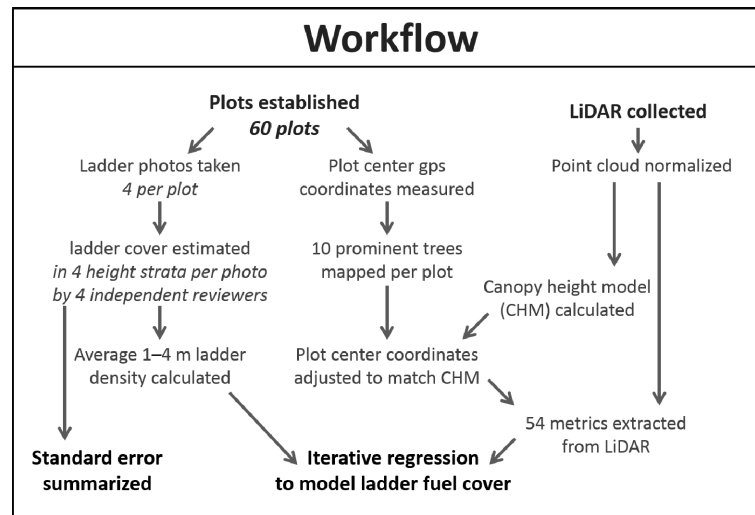 Workflow
Plots established
60 plots
LiDAR collected
Ladder photos taken
4 per plot
Plot center gps
coordinates measured
Point cloud normalized
ladder cover estimated
in 4 height strata per photo
by 4 independent reviewers
10 prominent trees
mapped per plot
Canopy height model
(CHM) calculated
Average 1–4 m ladder
density calculated
Plot center coordinates
adjusted to match CHM
54 metrics extracted
from LiDAR
Standard error
summarized
Iterative regression
to model ladder fuel cover